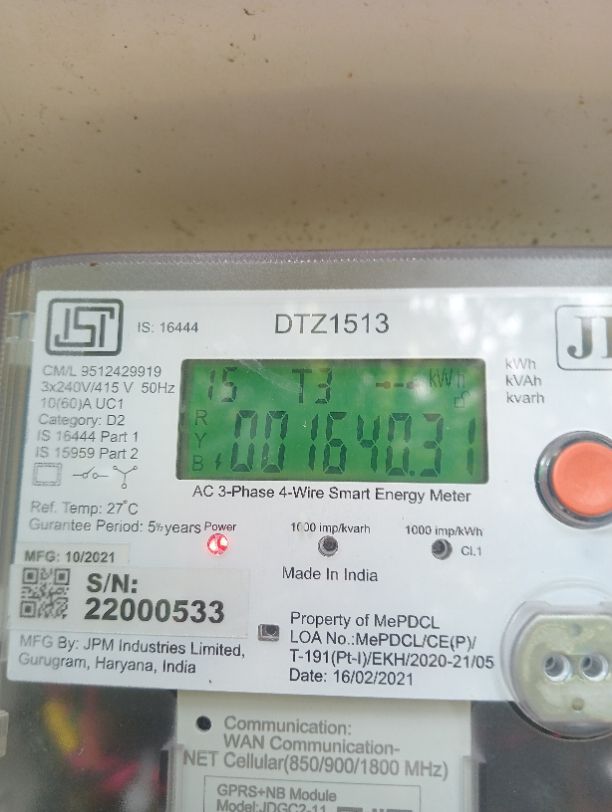 IS: 16444
DTZ1513
CM/L 9512429919
3x240V/415 V 50Hz
10(60)A UC1
Category: D2
IS 16444 Part 1
IS 15959 Part 2
15 T3 kWh
R
Y
B
001640.31
kWh
kVAh
kvarh
AC 3-Phase 4-Wire Smart Energy Meter
Ref. Temp: 27°C
Gurantee Period: 5½ years
Power
1000 imp/kvarh
1000 imp/kWh
Cl.1
MFG: 10/2021
Made In India
S/N:
22000533
MFG By: JPM Industries Limited,
Gurugram, Haryana, India
Property of MePDCL
LOA No.:MePDCL/CE(P)/
T-191(Pt-I)/EKH/2020-21/05
Date: 16/02/2021
Communication:
WAN Communication-
NET Cellular(850/900/1800 MHz)
GPRS+NB Module
Model:JDGC2-11